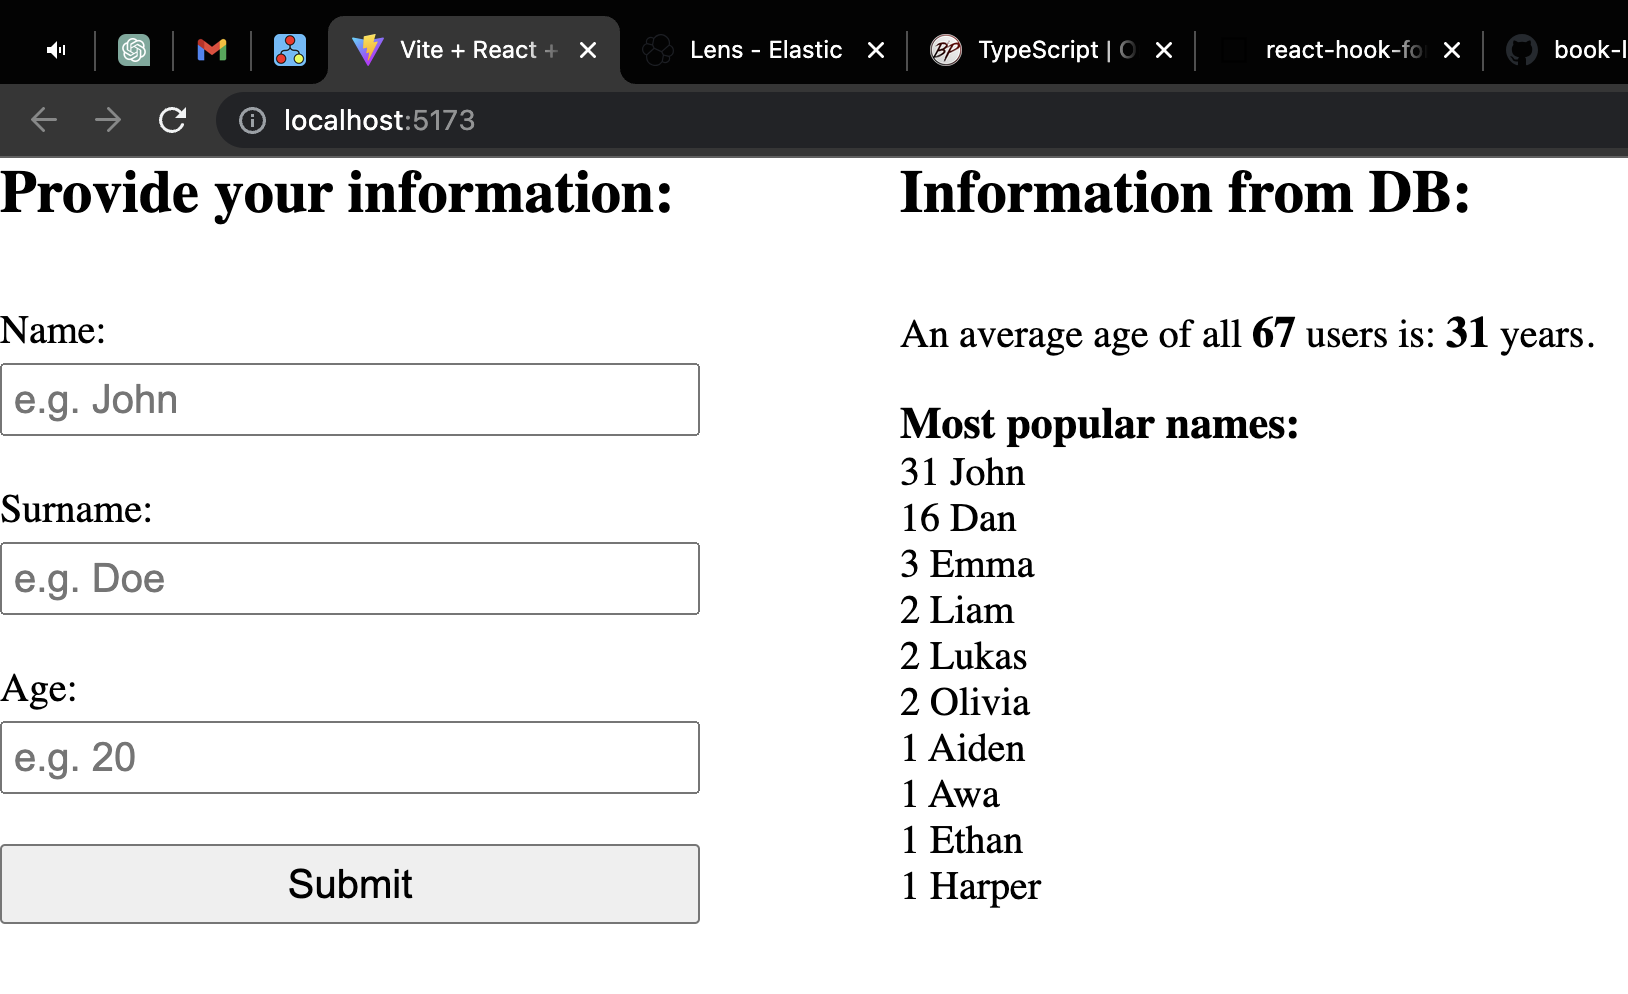 Vite + React +
Lens - Elastic
TypeScript | O
react-hook-fo
book-l
localhost:5173
Provide your information:
Name:
e.g. John
Surname:
e.g. Doe
Age:
e.g. 20
Submit
Information from DB:
An average age of all 67 users is: 31 years.
Most popular names:
31 John
16 Dan
3 Emma
2 Liam
2 Lukas
2 Olivia
1 Aiden
1 Awa
1 Ethan
1 Harper